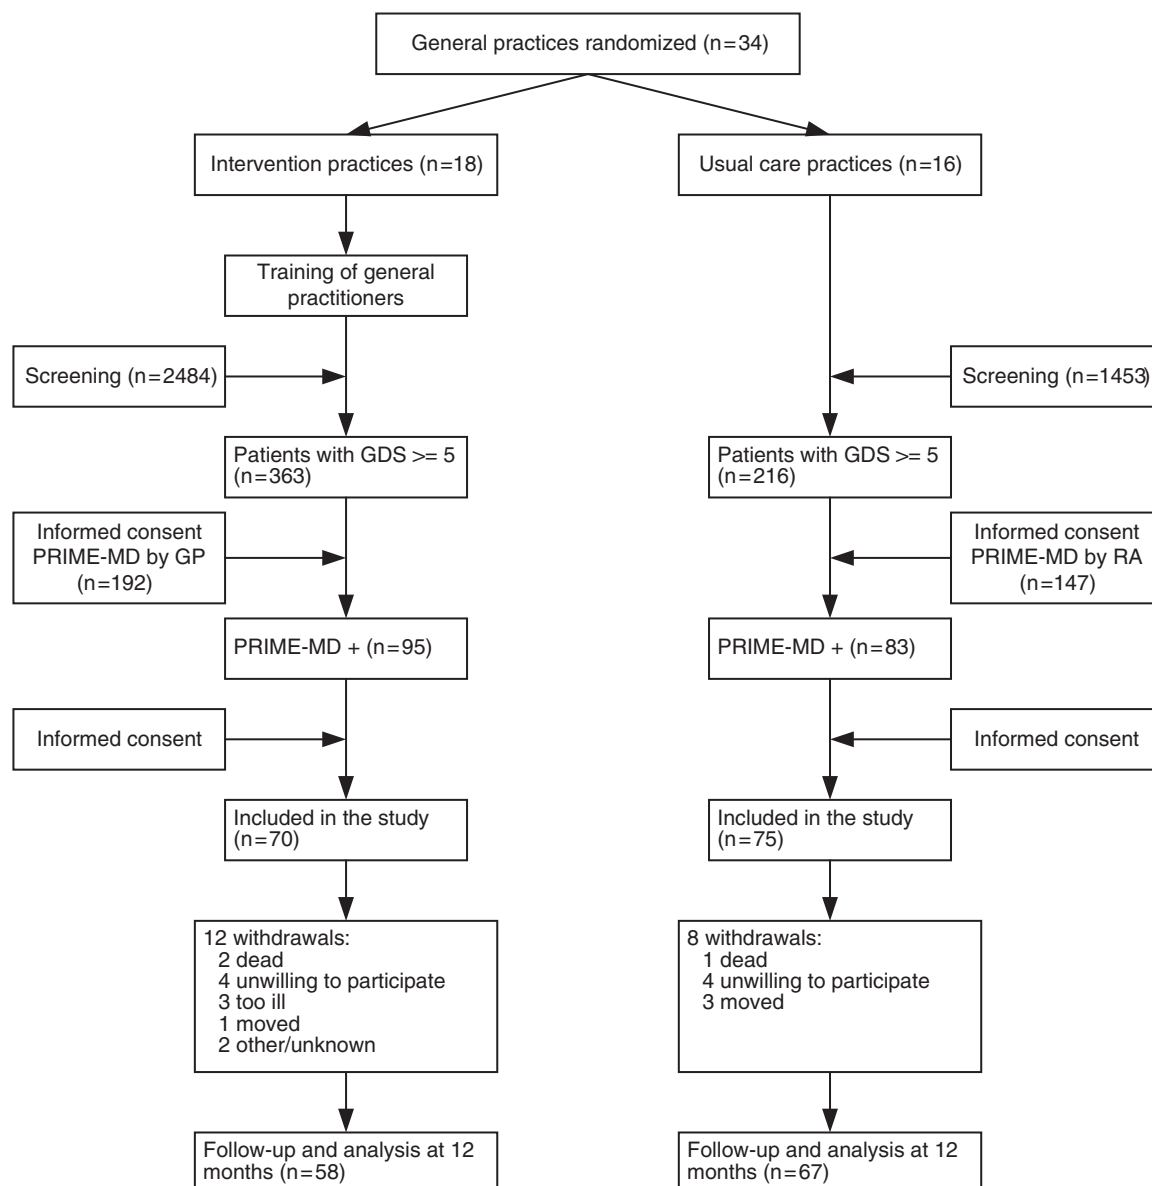 General practices randomized (n=34)
Intervention practices (n=18)
Usual care practices (n=16)
Training of general
practitioners
Screening (n=2484)
Screening (n=1453)
Patients with GDS >= 5
(n=363)
Patients with GDS >= 5
(n=216)
Informed consent
PRIME-MD by GP
(n=192)
Informed consent
PRIME-MD by RA
(n=147)
PRIME-MD + (n=95)
PRIME-MD + (n=83)
Informed consent
Informed consent
Included in the study
(n=70)
Included in the study
(n=75)
12 withdrawals:
2 dead
4 unwilling to participate
3 too ill
1 moved
2 other/unknown
8 withdrawals:
1 dead
4 unwilling to participate
3 moved
Follow-up and analysis at 12
months (n=58)
Follow-up and analysis at 12
months (n=67)